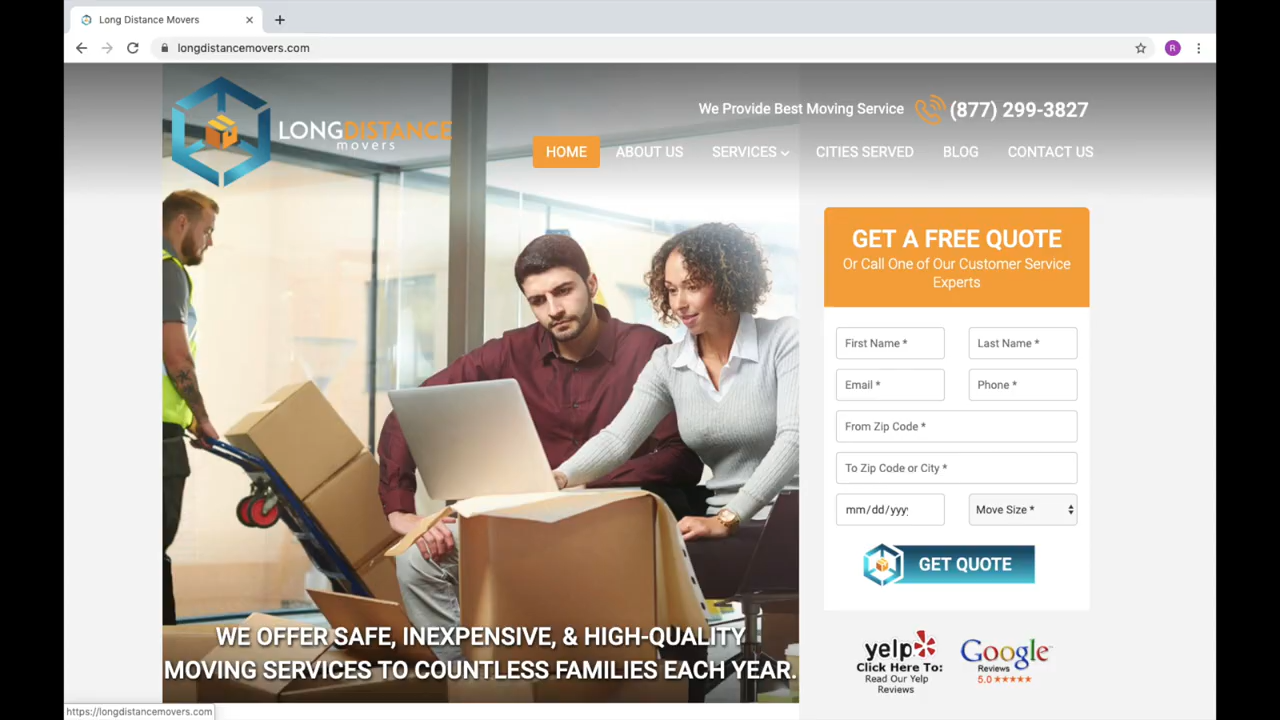 Long Distance Movers
longdistancemovers.com
R
We Provide Best Moving Service
(877) 299-3827
LONGDISTANCE
movers
HOME
ABOUT US
SERVICES
CITIES SERVED
BLOG
CONTACT US
GET A FREE QUOTE
Or Call One of Our Customer Service
Experts
First Name *
Last Name *
Email *
Phone *
From Zip Code *
To Zip Code or City *
mm/dd/yyy
Move Size *
GET QUOTE
WE OFFER SAFE, INEXPENSIVE, & HIGH-QUALITY
MOVING SERVICES TO COUNTLESS FAMILIES EACH YEAR.
yelp
Click Here To:
Read Our Yelp
Reviews
Google
Reviews
5.0 ★★★★★
https://longdistancemovers.com